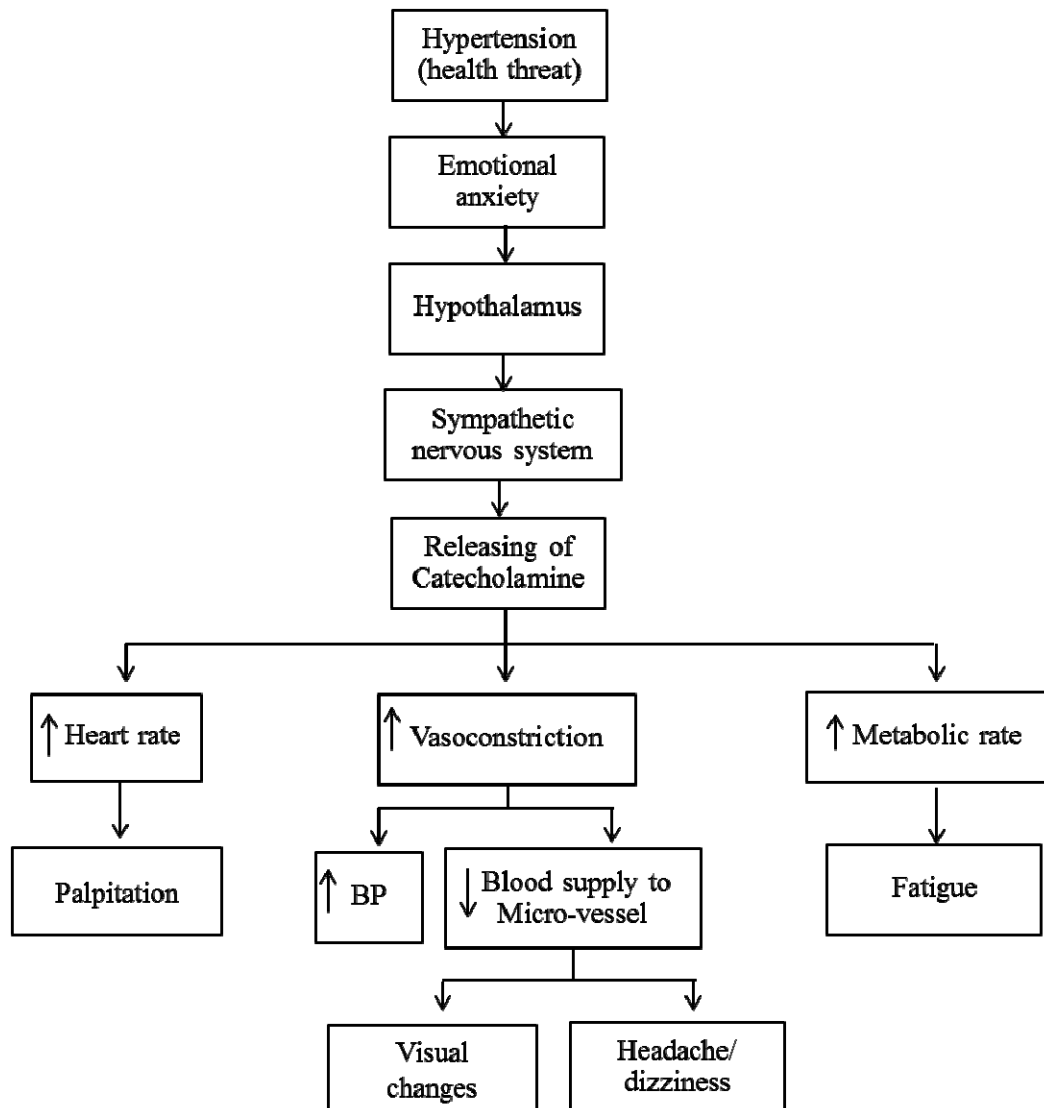 Hypertension
(health threat)
Emotional
anxiety
Hypothalamus
Sympathetic
nervous system
Releasing of
Catecholamine
↑ Heart rate
↑ Vasoconstriction
↑ Metabolic rate
Palpitation
↑ BP
↓ Blood supply to
Micro-vessel
Fatigue
Visual
changes
Headache/
dizziness